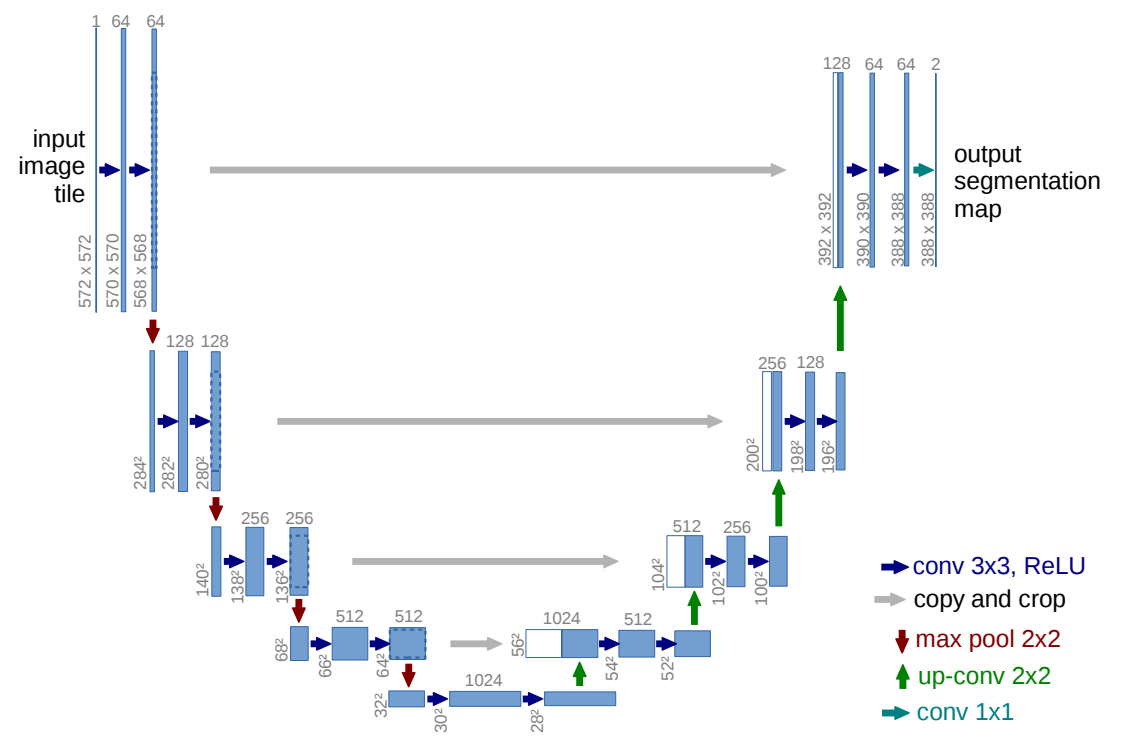 1 64 64
128 64 64 2
input
image
tile
output
segmentation
map
572 x 572
570 x 570
568 x 568
392 x 392
390 x 390
388 x 388
388 x 388
128 128
256 128
284²
282²
280²
200²
198²
196²
256 256
512 256
140²
138²
136²
104²
102²
100²
512 512
1024 512
68²
66²
64²
56²
54²
52²
1024
32²
30²
28²
conv 3x3, ReLU
copy and crop
max pool 2x2
up-conv 2x2
conv 1x1